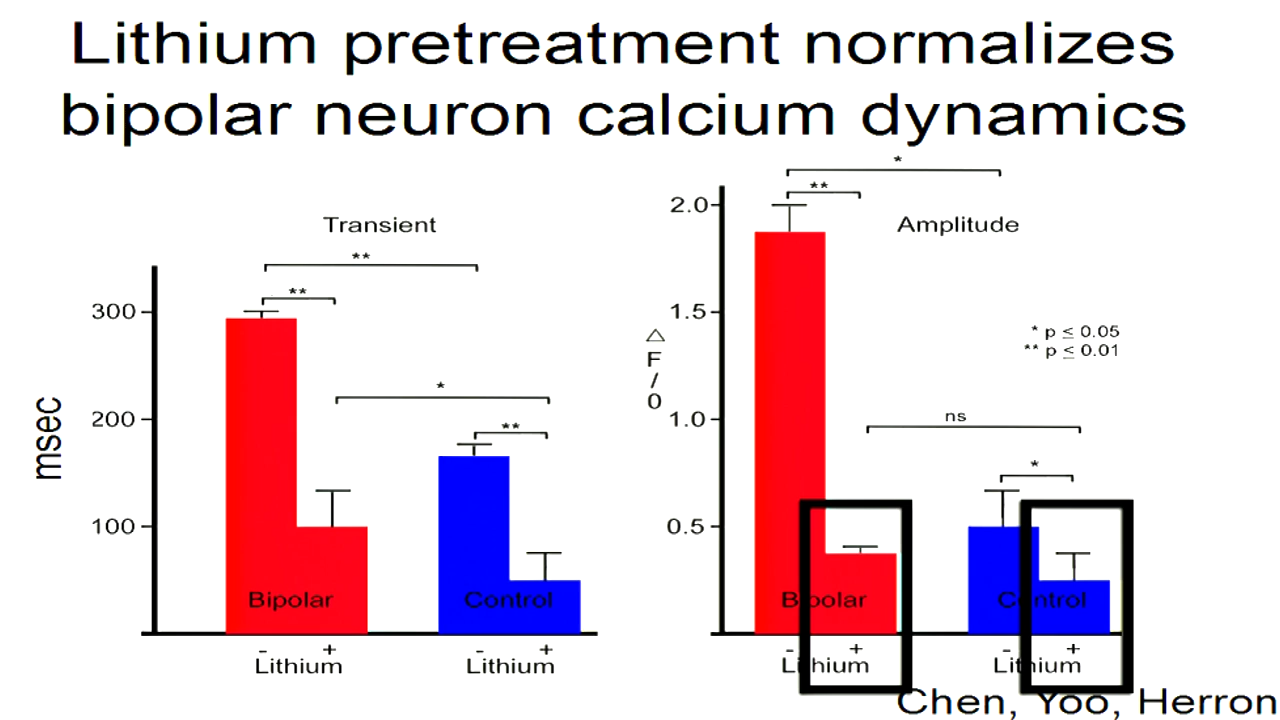 Lithium pretreatment normalizes
bipolar neuron calcium dynamics
Transient
**
**
*
**
300
200
100
msec
Bipolar
Control
- +
Lithium
- +
Lithium
*
**
Amplitude
2.0
1.5
1.0
0.5
△
F
/
0
* p ≤ 0.05
** p ≤ 0.01
ns
*
Bipolar
Control
- +
Lithium
- +
Lithium
Chen, Yoo, Herron